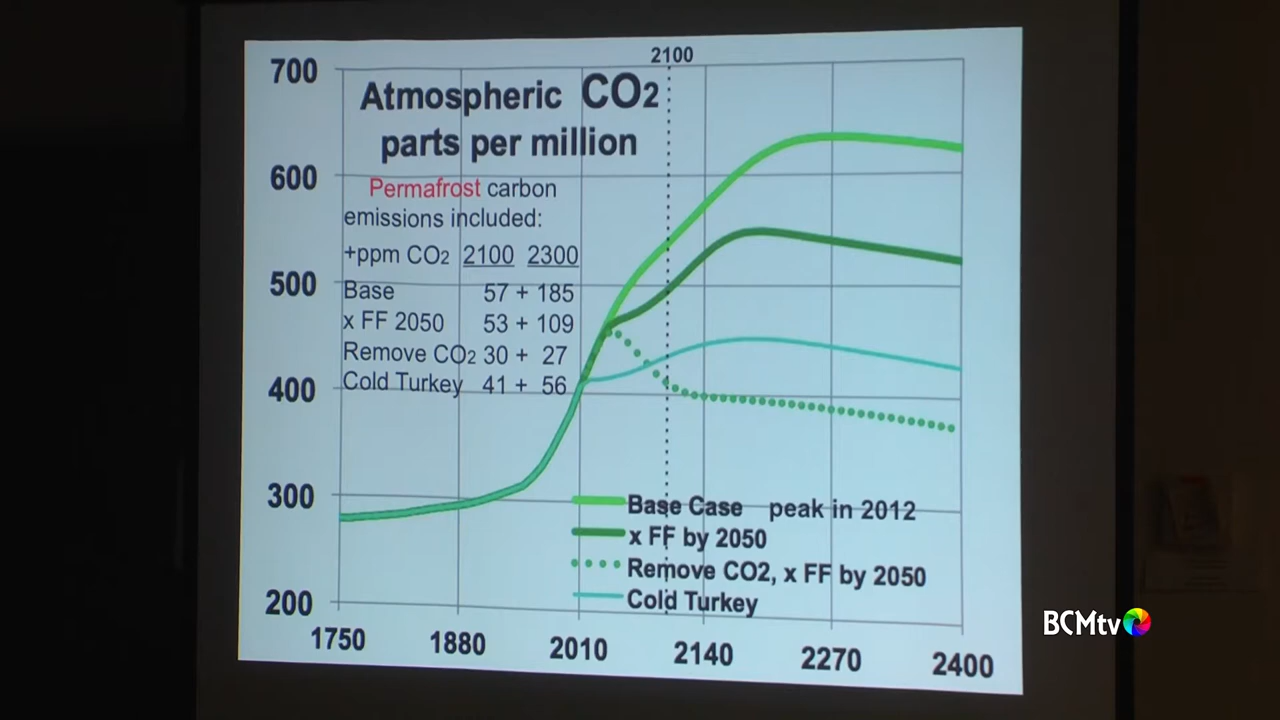 2100
700
Atmospheric CO2
parts per million
600
Permafrost carbon
emissions included:
+ppm CO2 2100 2300
500
Base 57 + 185
x FF 2050 53 + 109
Remove CO2 30 + 27
400
Cold Turkey 41 + 56
300
Base Case peak in 2012
x FF by 2050
Remove CO2, x FF by 2050
200
Cold Turkey
1750 1880 2010 2140 2270 2400
BCMtv